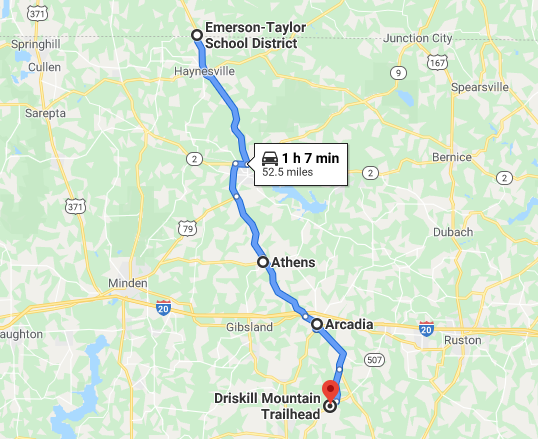 371
Springhill
Cullen
Emerson-Taylor
School District
Junction City
Haynesville
9
167
Spearsville
Sarepta
2
1 h 7 min
52.5 miles
2
Bernice
2
371
79
Dubach
Athens
Minden
20
Gibsland
Arcadia
20
aughton
Ruston
507
Driskill Mountain
Trailhead